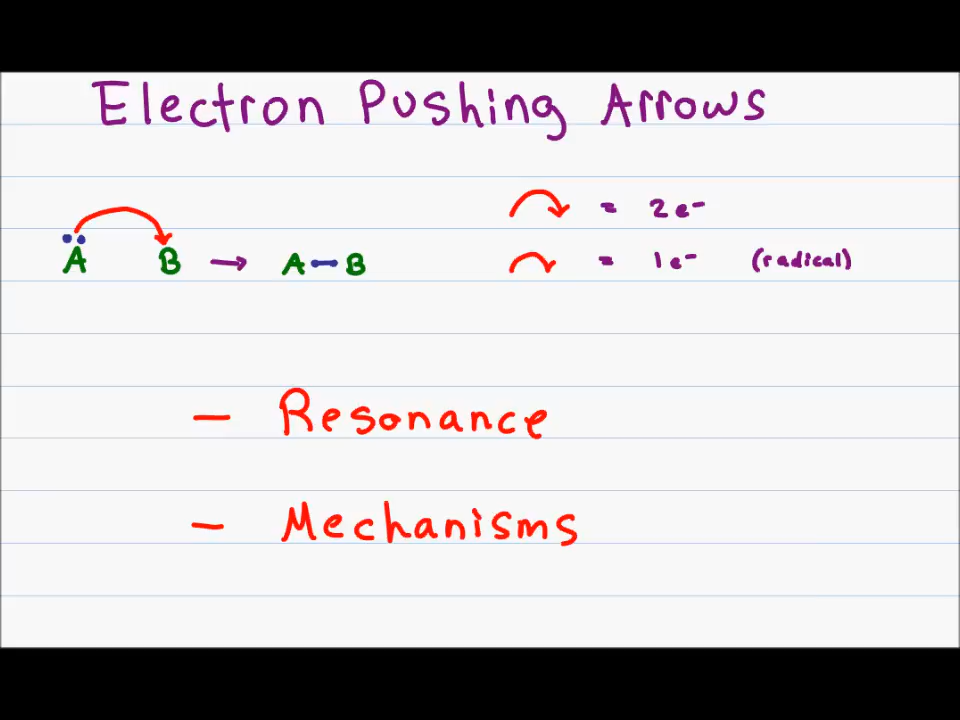 Electron Pushing Arrows
= 2e⁻
A B → A–B
= 1e⁻ (radical)
– Resonance
– Mechanisms